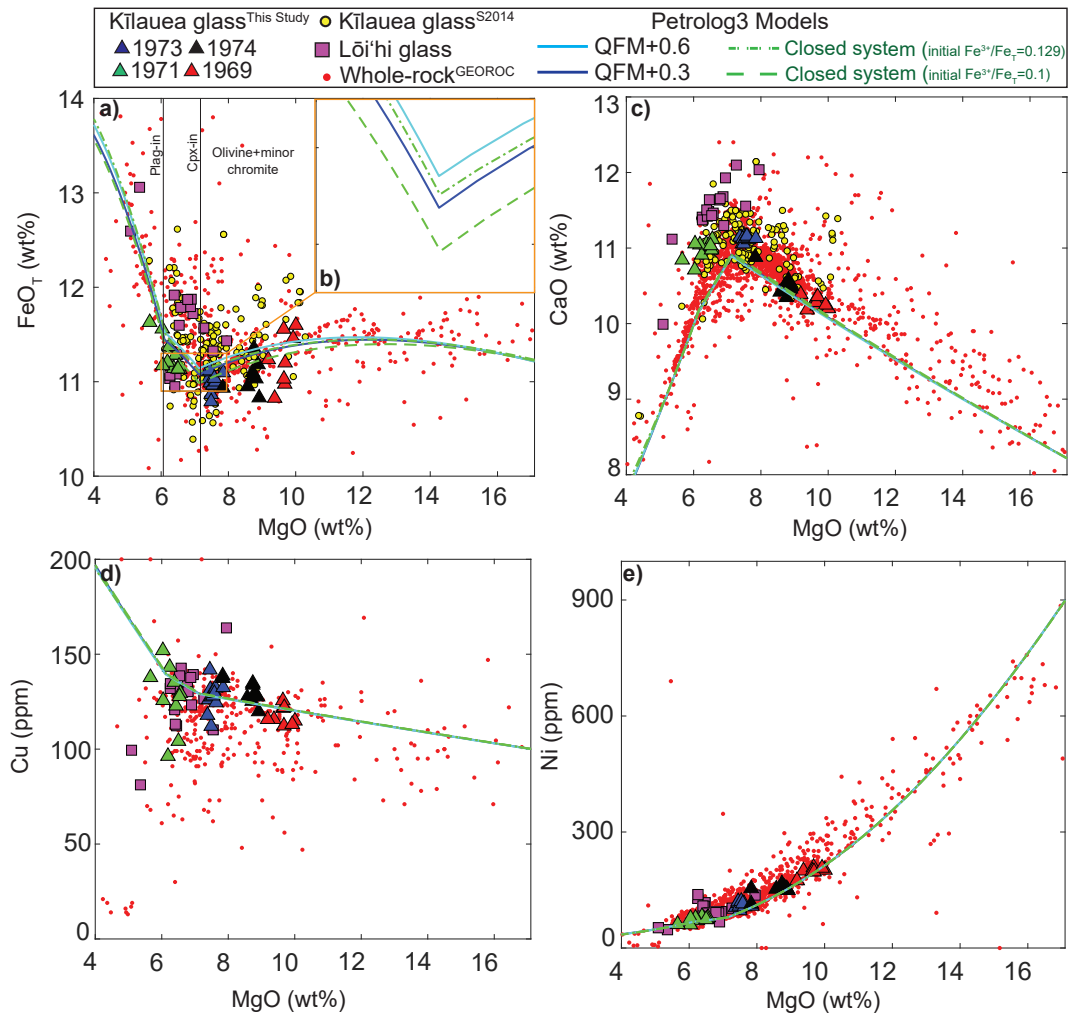 Kīlauea glass This Study
1973
1974
1971
1969
Kīlauea glass S2014
Lōi‘hi glass
Whole-rock GEOROC
Petrolog3 Models
QFM+0.6
QFM+0.3
Closed system (initial Fe³⁺/Fe_T=0.129)
Closed system (initial Fe³⁺/Fe_T=0.1)
a)
Plag-in
Cpx-in
Olivine+minor
chromite
b)
14
13
12
11
10
FeO_T (wt%)
4 6 8 10 12 14 16
MgO (wt%)
c)
13
12
11
10
9
8
CaO (wt%)
4 6 8 10 12 14 16
MgO (wt%)
d)
200
150
100
50
0
Cu (ppm)
4 6 8 10 12 14 16
MgO (wt%)
e)
900
600
300
0
Ni (ppm)
4 6 8 10 12 14 16
MgO (wt%)